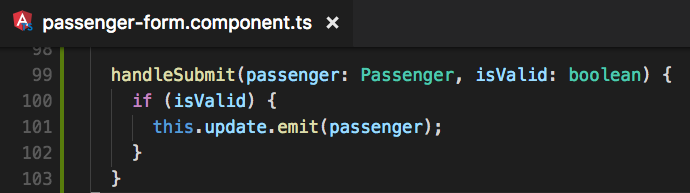 passenger-form.component.ts ×
98
99 handleSubmit(passenger: Passenger, isValid: boolean) {
100 if (isValid) {
101 this.update.emit(passenger);
102 }
103 }